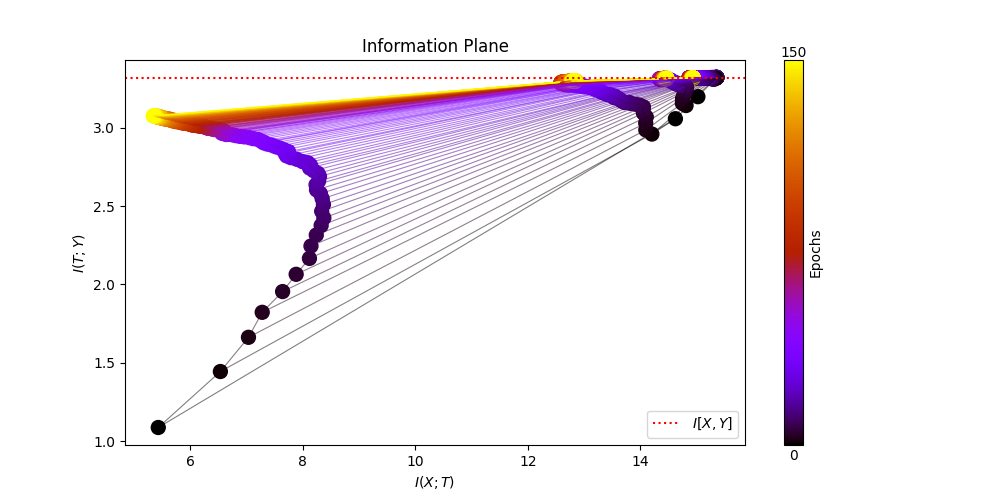 Information Plane
150
3.0
2.5
2.0
1.5
1.0
I(T; Y)
6
8
10
12
14
I(X; T)
I[X, Y]
Epochs
0